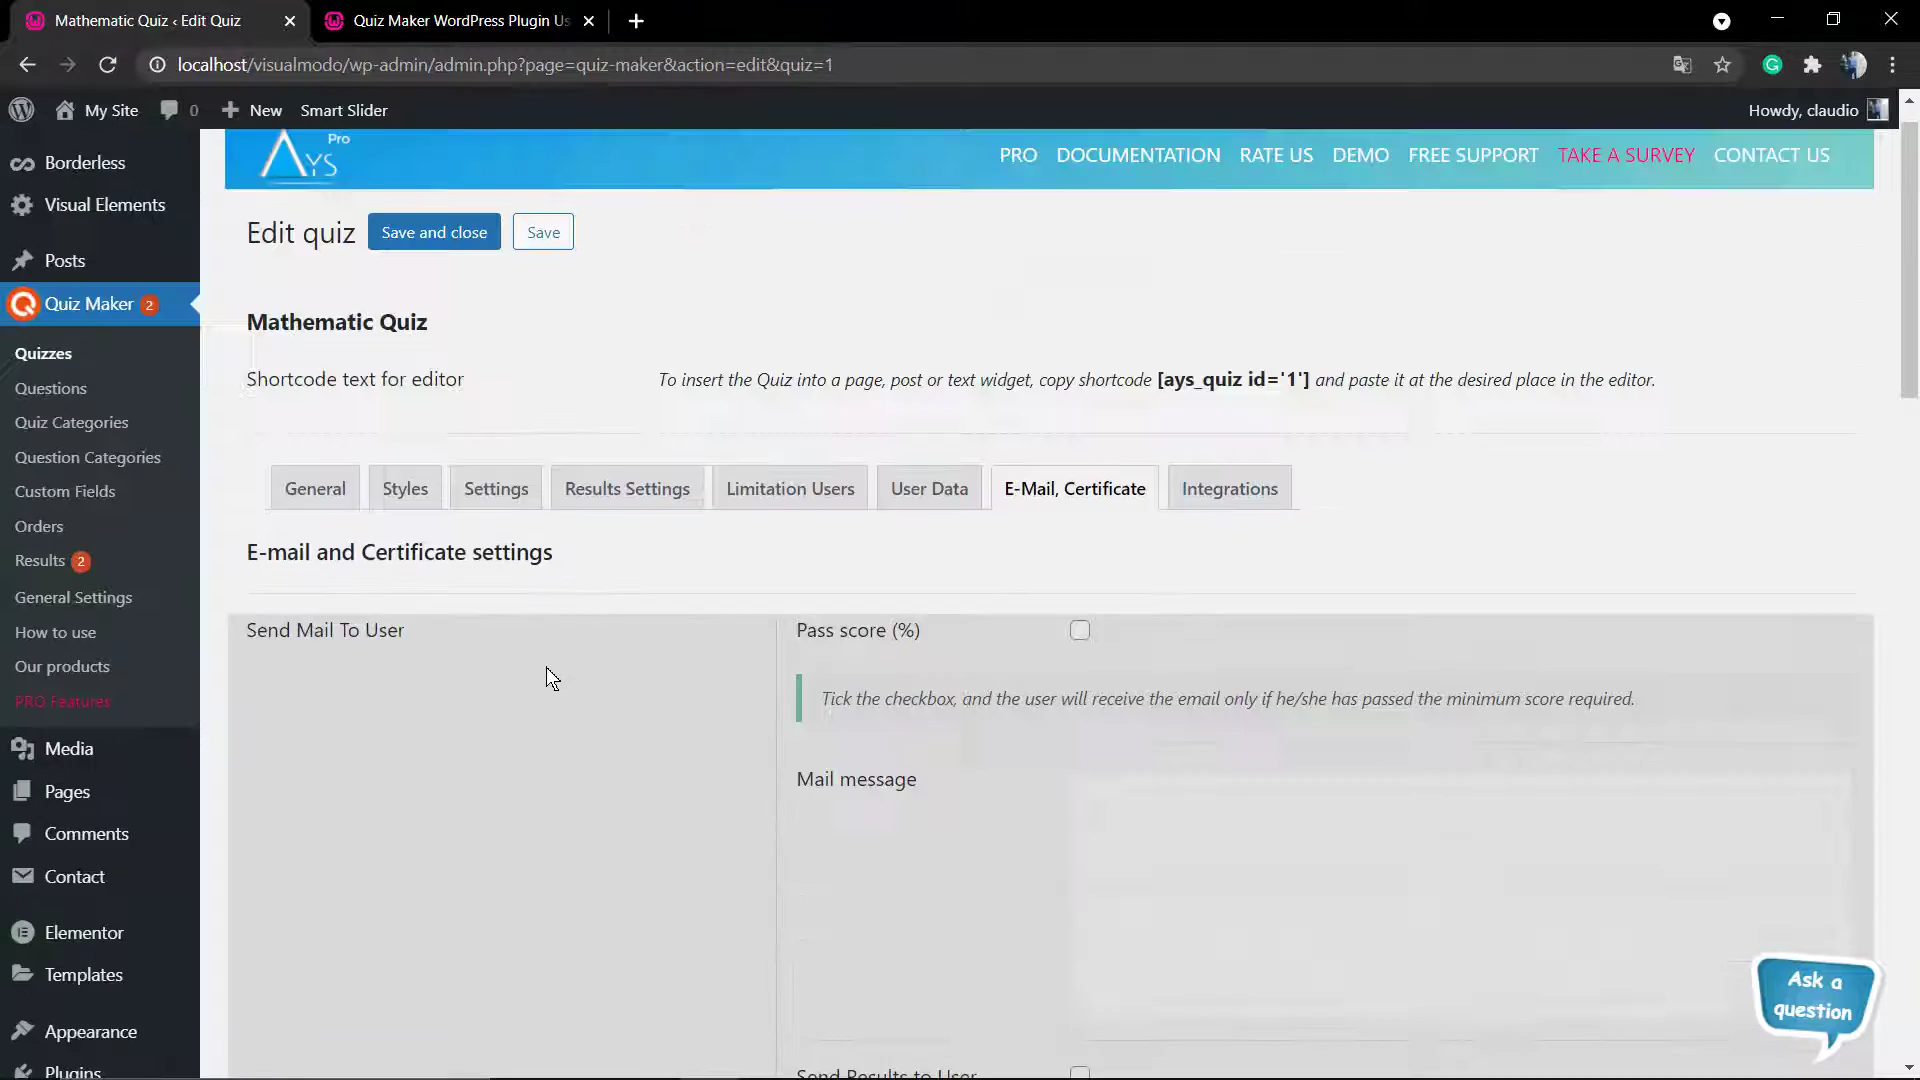 Mathematic Quiz ‹ Edit Quiz
Quiz Maker WordPress Plugin Us
localhost/visualmodo/wp-admin/admin.php?page=quiz-maker&action=edit&quiz=1
My Site
0
New
Smart Slider
Howdy, claudio
Borderless
Visual Elements
Posts
Quiz Maker 2
Quizzes
Questions
Quiz Categories
Question Categories
Custom Fields
Orders
Results 2
General Settings
How to use
Our products
PRO Features
Media
Pages
Comments
Contact
Elementor
Templates
Appearance
Plugins
AYS Pro
PRO DOCUMENTATION RATE US DEMO FREE SUPPORT TAKE A SURVEY CONTACT US
Edit quiz
Save and close
Save
Mathematic Quiz
Shortcode text for editor
To insert the Quiz into a page, post or text widget, copy shortcode [ays_quiz id='1'] and paste it at the desired place in the editor.
General
Styles
Settings
Results Settings
Limitation Users
User Data
E-Mail, Certificate
Integrations
E-mail and Certificate settings
Send Mail To User
Pass score (%)
Tick the checkbox, and the user will receive the email only if he/she has passed the minimum score required.
Mail message
Send Results to User
Ask a
question